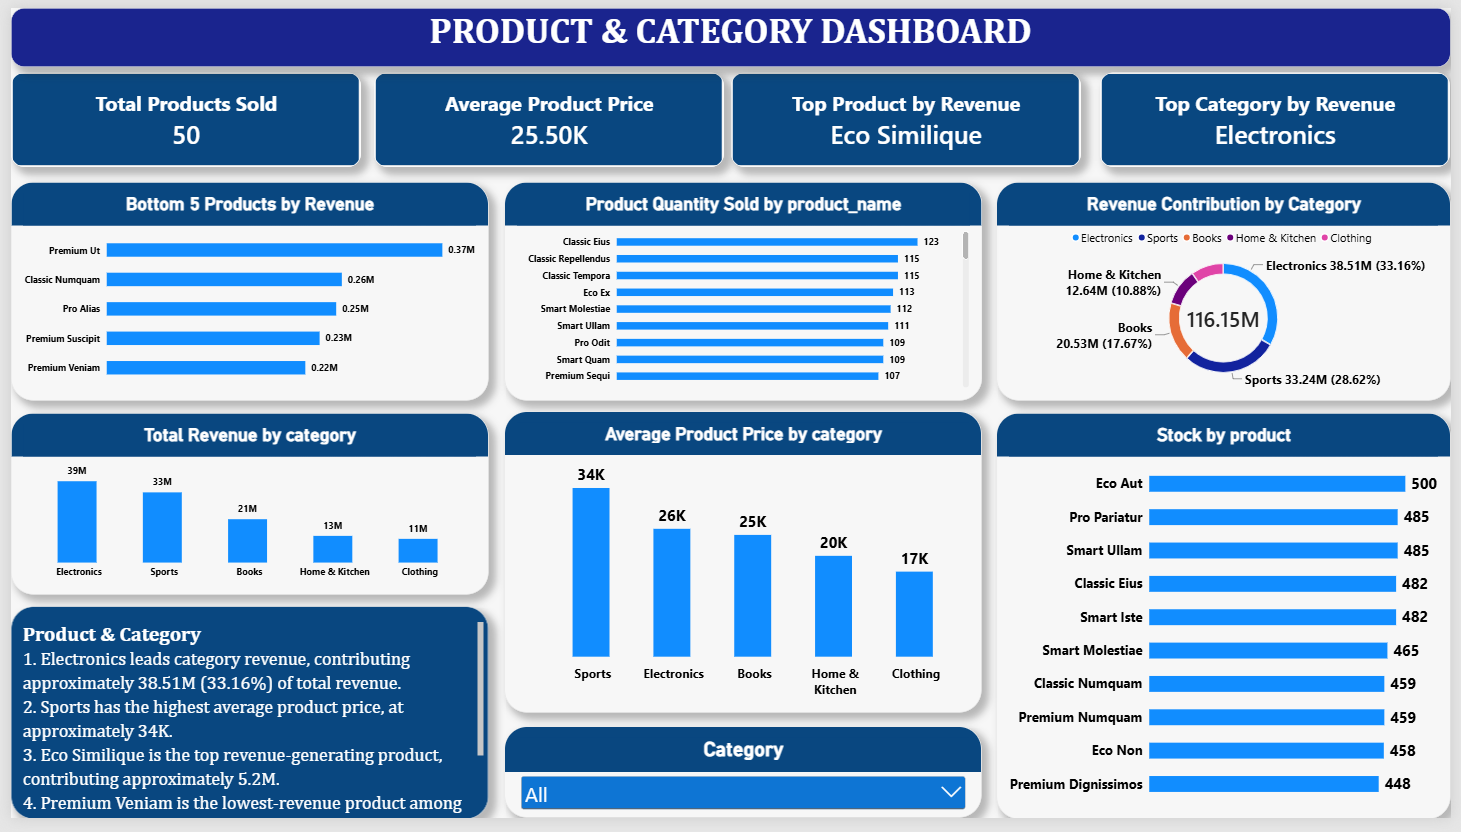 PRODUCT & CATEGORY DASHBOARD
Total Products Sold
50
Average Product Price
25.50K
Top Product by Revenue
Eco Similique
Top Category by Revenue
Electronics
Bottom 5 Products by Revenue
Premium Ut 0.37M
Classic Numquam 0.26M
Pro Alias 0.25M
Premium Suscipit 0.23M
Premium Veniam 0.22M
Product Quantity Sold by product_name
Classic Eius 123
Classic Repellendus 115
Classic Tempora 115
Eco Ex 113
Smart Molestiae 112
Smart Ullam 111
Pro Odit 109
Smart Quam 109
Premium Sequi 107
Revenue Contribution by Category
Electronics Sports Books Home & Kitchen Clothing
Electronics 38.51M (33.16%)
Home & Kitchen
12.64M (10.88%)
116.15M
Books
20.53M (17.67%)
Sports 33.24M (28.62%)
Total Revenue by category
39M
33M
21M
13M
11M
Electronics Sports Books Home & Kitchen Clothing
Average Product Price by category
34K
26K
25K
20K
17K
Sports Electronics Books Home & Clothing
Kitchen
Stock by product
Eco Aut 500
Pro Pariatur 485
Smart Ullam 485
Classic Eius 482
Smart Iste 482
Smart Molestiae 465
Classic Numquam 459
Premium Numquam 459
Eco Non 458
Premium Dignissimos 448
Product & Category
1. Electronics leads category revenue, contributing
approximately 38.51M (33.16%) of total revenue.
2. Sports has the highest average product price, at
approximately 34K.
3. Eco Similique is the top revenue-generating product,
contributing approximately 5.2M.
4. Premium Veniam is the lowest-revenue product among
Category
All